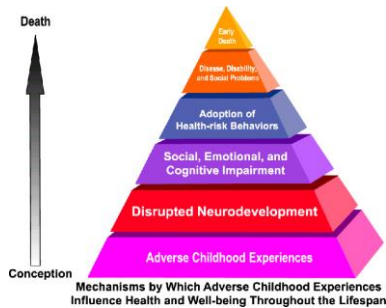 Death
Early
Death
Disease, Disability,
and Social Problems
Adoption of
Health-risk Behaviors
Social, Emotional, and
Cognitive Impairment
Disrupted Neurodevelopment
Adverse Childhood Experiences
Conception
Mechanisms by Which Adverse Childhood Experiences
Influence Health and Well-being Throughout the Lifespan